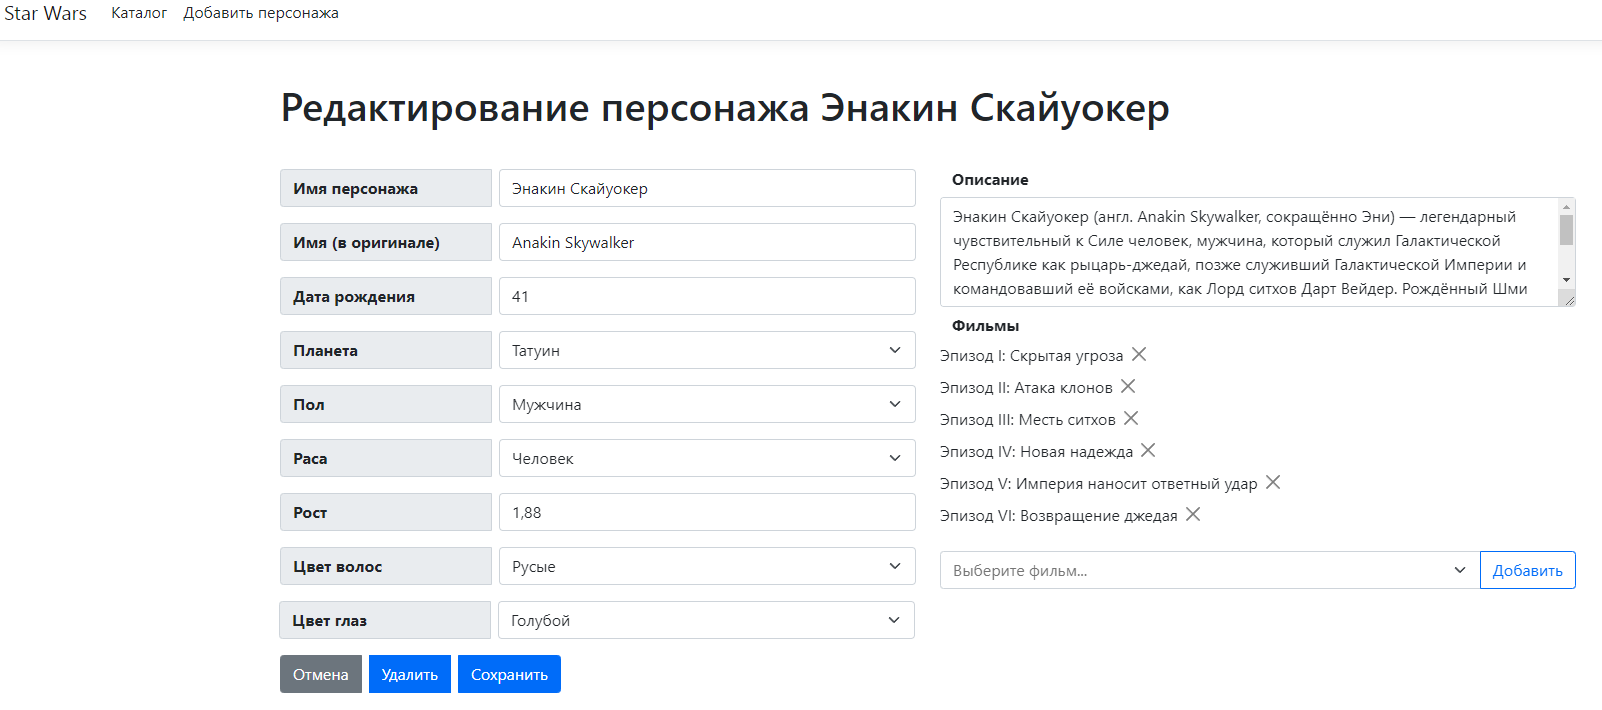 Star Wars Каталог Добавить персонажа
Редактирование персонажа Энакин Скайуокер
Имя персонажа Энакин Скайуокер
Имя (в оригинале) Anakin Skywalker
Дата рождения 41
Планета Татуин
Пол Мужчина
Раса Человек
Рост 1,88
Цвет волос Русые
Цвет глаз Голубой
Отмена Удалить Сохранить
Описание
Энакин Скайуокер (англ. Anakin Skywalker, сокращённо Эни) — легендарный
чувствительный к Силе человек, мужчина, который служил Галактической
Республике как рыцарь-джедай, позже служивший Галактической Империи и
командовавший её войсками, как Лорд ситхов Дарт Вейдер. Рождённый Шми
Фильмы
Эпизод I: Скрытая угроза
Эпизод II: Атака клонов
Эпизод III: Месть ситхов
Эпизод IV: Новая надежда
Эпизод V: Империя наносит ответный удар
Эпизод VI: Возвращение джедая
Выберите фильм... Добавить